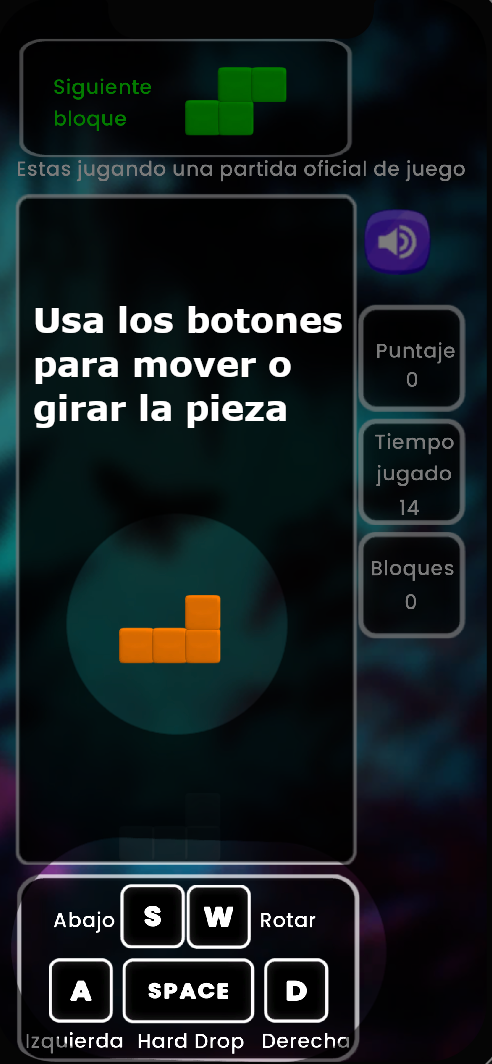 Siguiente
bloque
Estas jugando una partida oficial de juego
Usa los botones
para mover o
girar la pieza
Puntaje
0
Tiempo
jugado
14
Bloques
0
Abajo S W Rotar
A SPACE D
Izquierda Hard Drop Derecha